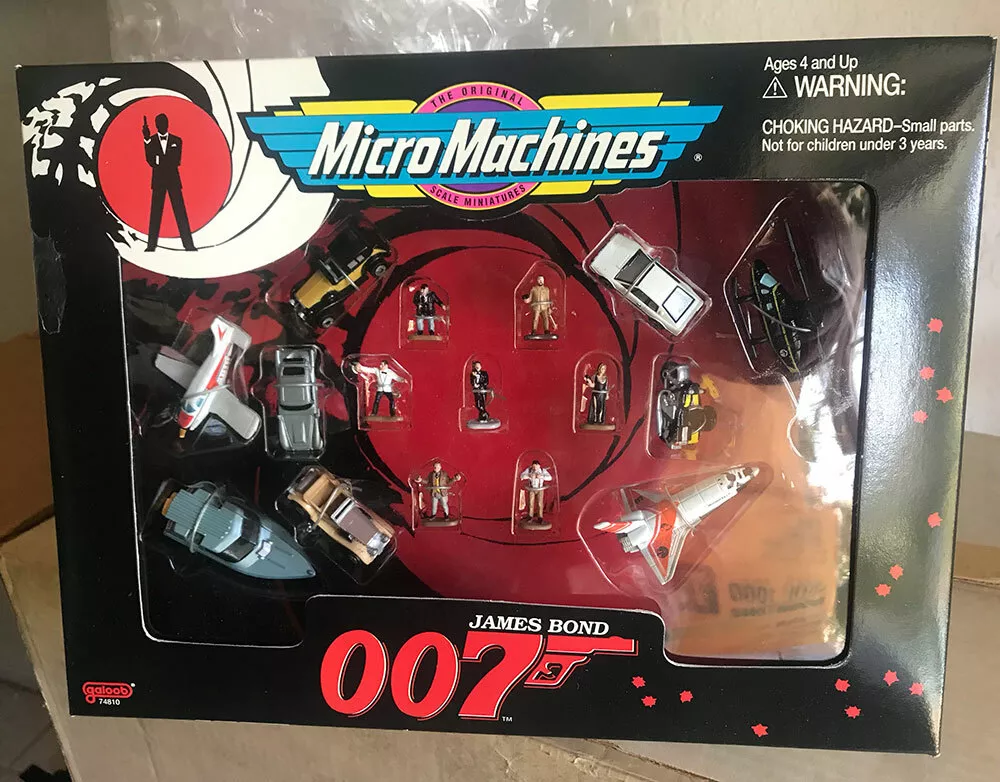 Ages 4 and Up
⚠ WARNING:
CHOKING HAZARD–Small parts.
Not for children under 3 years.
THE ORIGINAL
Micro Machines®
SCALE MINIATURES
JAMES BOND
007™
galoob®
74810